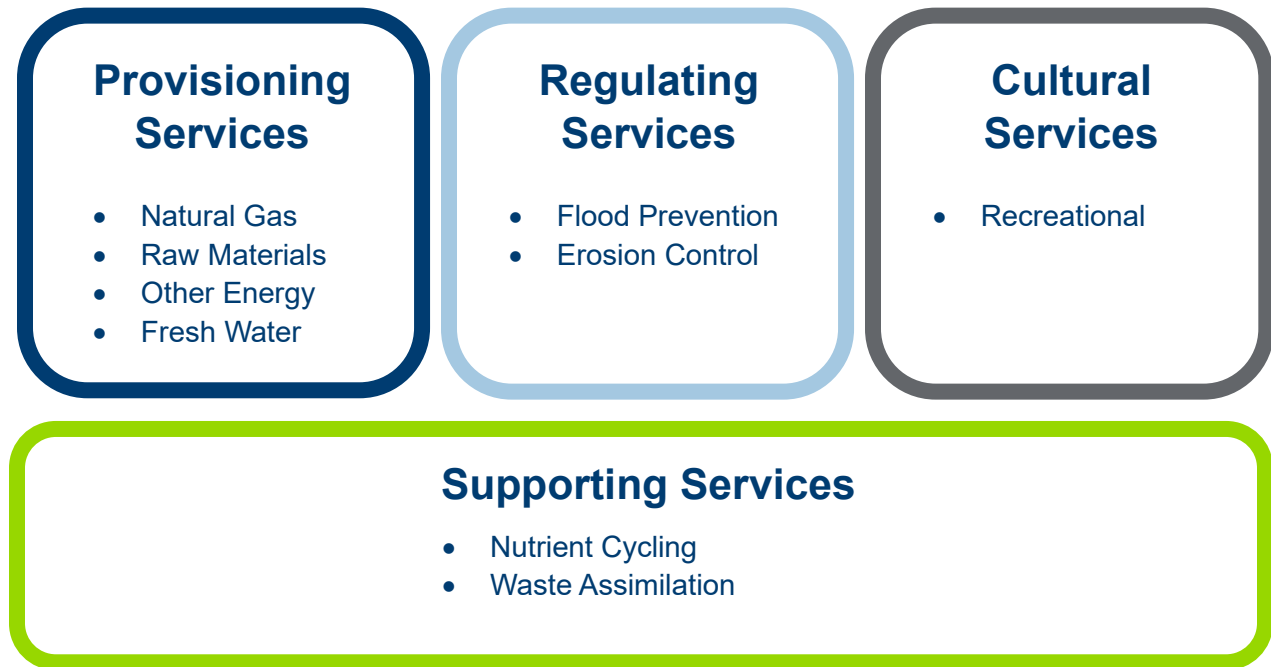 Provisioning
Services
• Natural Gas
• Raw Materials
• Other Energy
• Fresh Water
Regulating
Services
• Flood Prevention
• Erosion Control
Cultural
Services
• Recreational
Supporting Services
• Nutrient Cycling
• Waste Assimilation